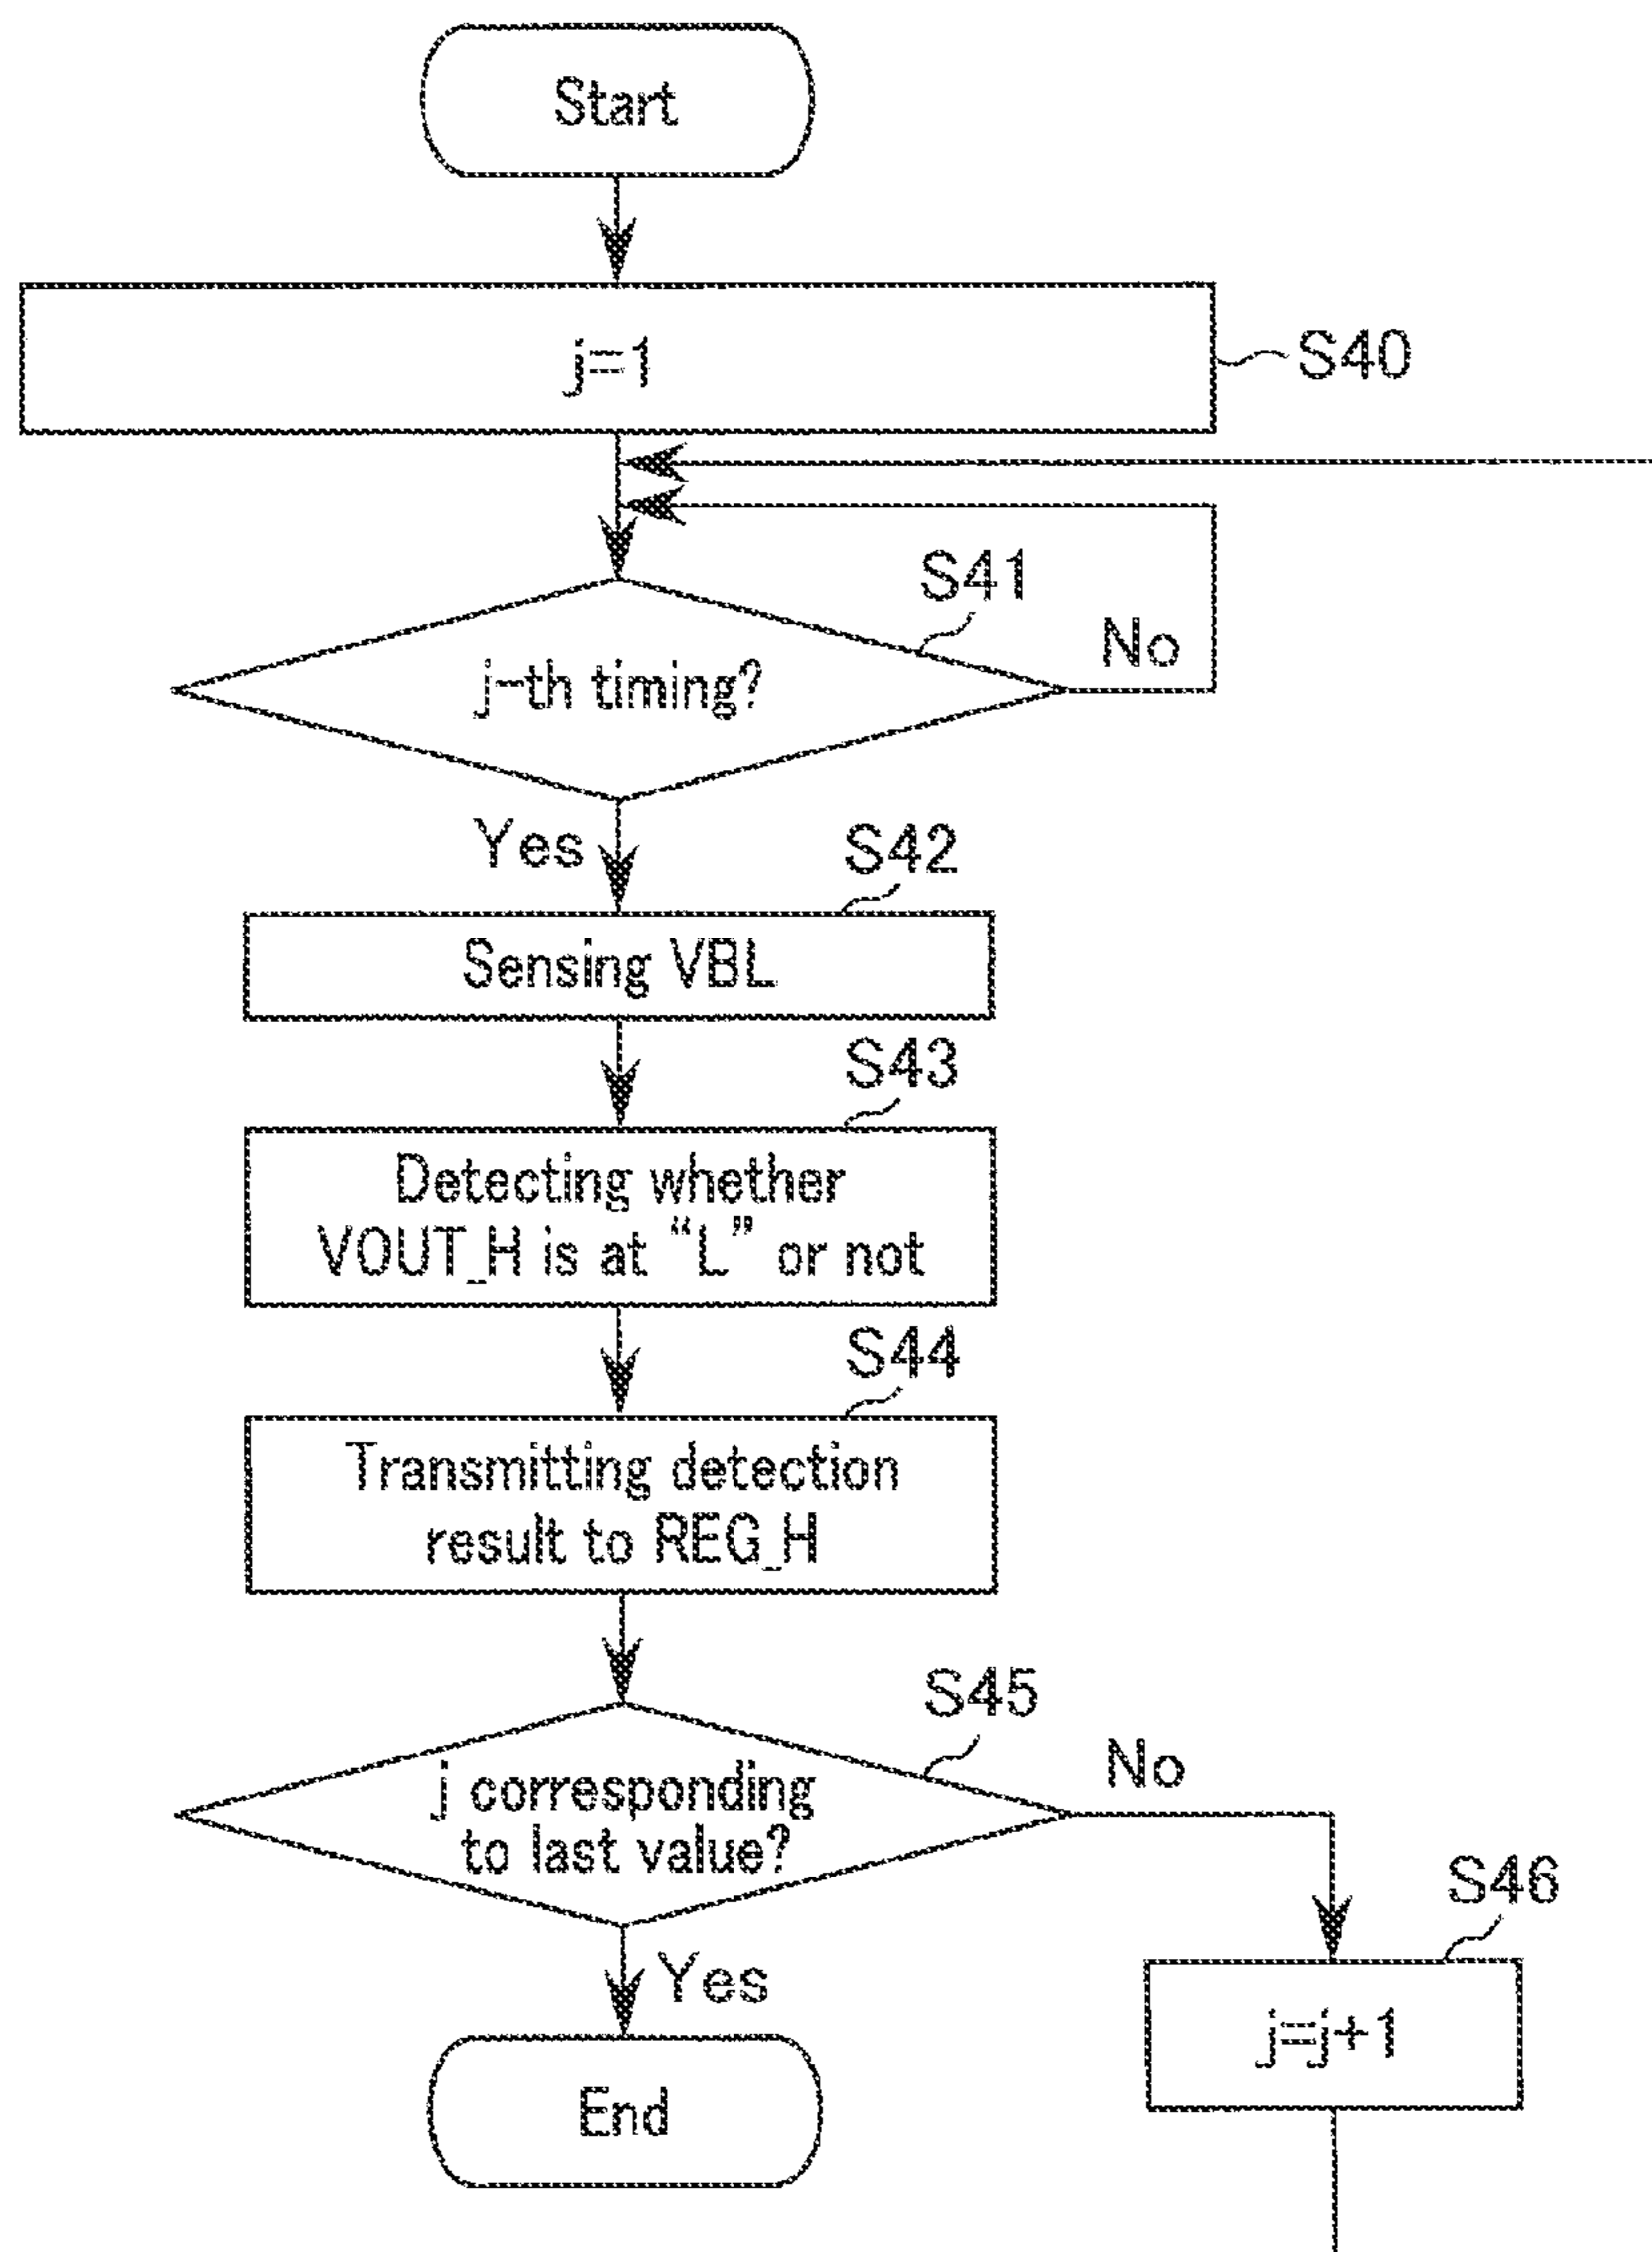 Start
j=1
S40
S41
j-th timing?
No
Yes
S42
Sensing VBL
S43
Detecting whether
VOUT_H is at “L” or not
S44
Transmitting detection
result to REG_H
S45
j corresponding
to last value?
No
Yes
S46
j=j+1
End